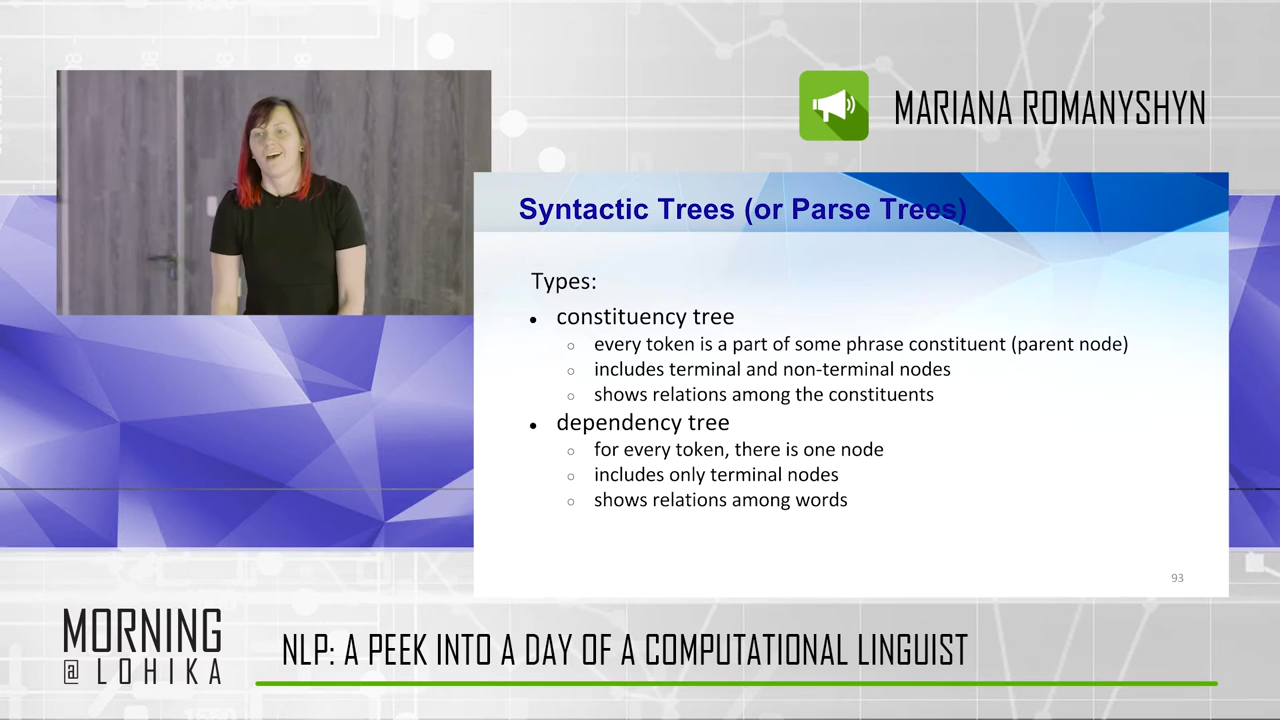 MARIANA ROMANYSHYN
Syntactic Trees (or Parse Trees)
Types:
• constituency tree
○ every token is a part of some phrase constituent (parent node)
○ includes terminal and non-terminal nodes
○ shows relations among the constituents
• dependency tree
○ for every token, there is one node
○ includes only terminal nodes
○ shows relations among words
93
MORNING
@ LOHIKA
NLP: A PEEK INTO A DAY OF A COMPUTATIONAL LINGUIST